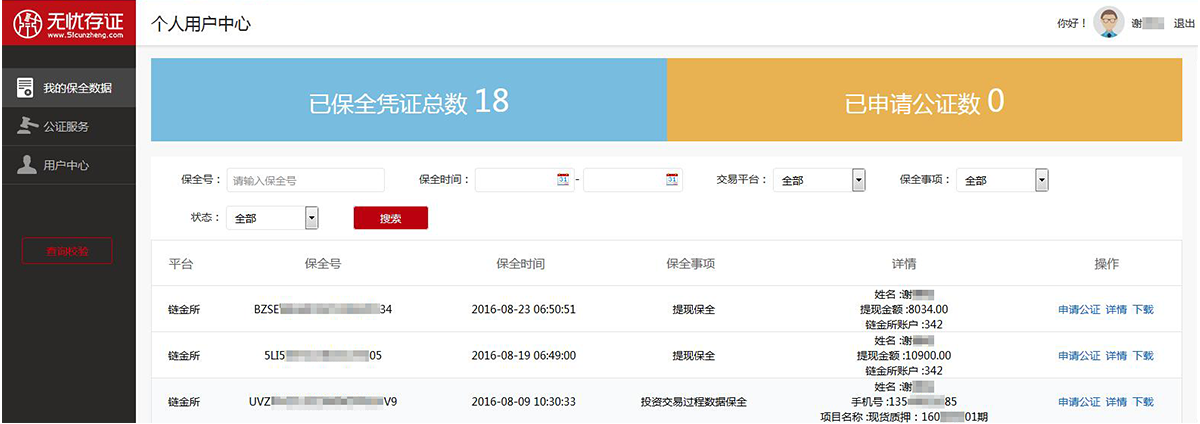 无忧存证
www.51cunzheng.com
个人用户中心
你好！ 谢 退出
我的保全数据
公证服务
用户中心
查询校验
已保全凭证总数 18
已申请公证数 0
保全号： 请输入保全号 保全时间： - 交易平台： 全部 保全事项： 全部
状态： 全部 搜索
平台 保全号 保全时间 保全事项 详情 操作
姓名 :谢
链金所 BZSE 34 2016-08-23 06:50:51 提现保全 提现金额 :8034.00 申请公证 详情 下载
链金所账户 :342
姓名 :谢
链金所 5LI5 05 2016-08-19 06:49:00 提现保全 提现金额 :10900.00 申请公证 详情 下载
链金所账户 :342
姓名 :谢
链金所 UVZ V9 2016-08-09 10:30:33 投资交易过程数据保全 手机号 :135 85 申请公证 详情 下载
项目名称 :现货质押：160 01期